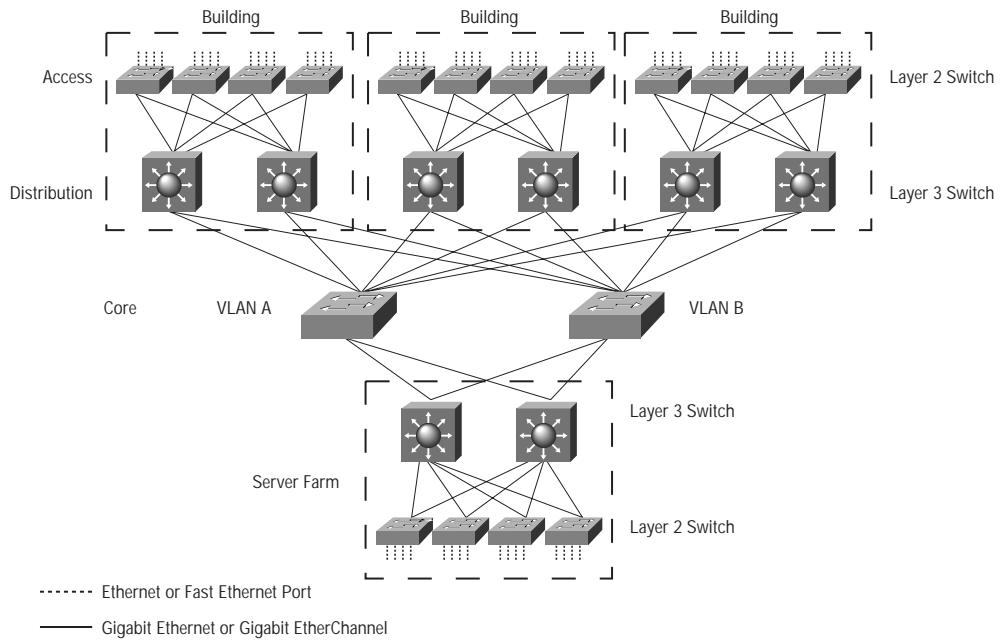 Building
Building
Building
Access
Layer 2 Switch
Distribution
Layer 3 Switch
Core
VLAN A
VLAN B
Layer 3 Switch
Server Farm
Layer 2 Switch
Ethernet or Fast Ethernet Port
Gigabit Ethernet or Gigabit EtherChannel